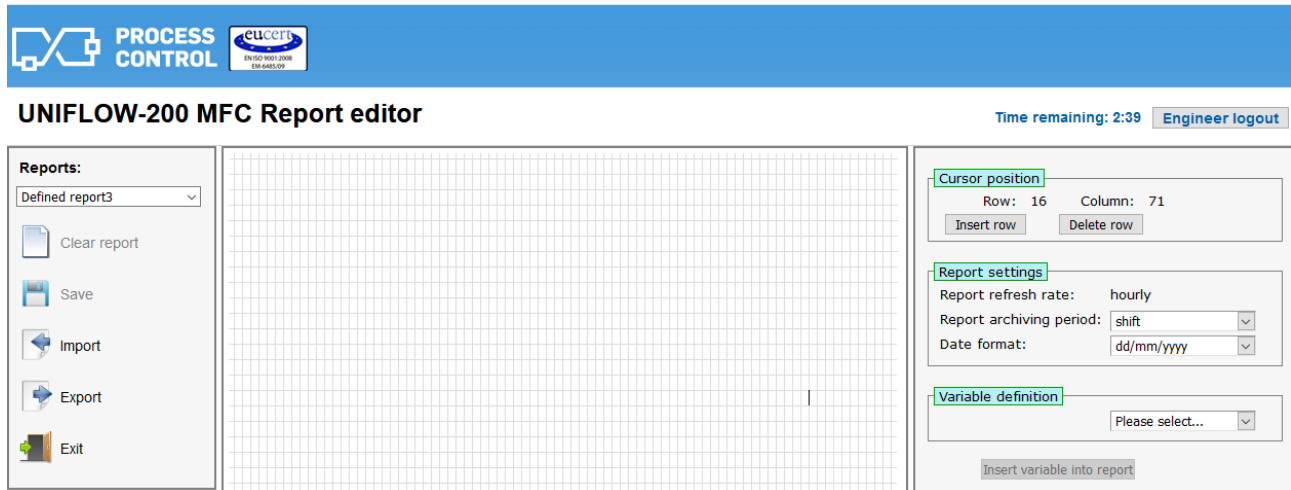 PROCESS
CONTROL
eucert
EN ISO 9001:2008
EM-6485/09
UNIFLOW-200 MFC Report editor
Time remaining: 2:39 Engineer logout
Reports:
Defined report3
Clear report
Save
Import
Export
Exit
Cursor position
Row: 16 Column: 71
Insert row Delete row
Report settings
Report refresh rate: hourly
Report archiving period: shift
Date format: dd/mm/yyyy
Variable definition
Please select...
Insert variable into report